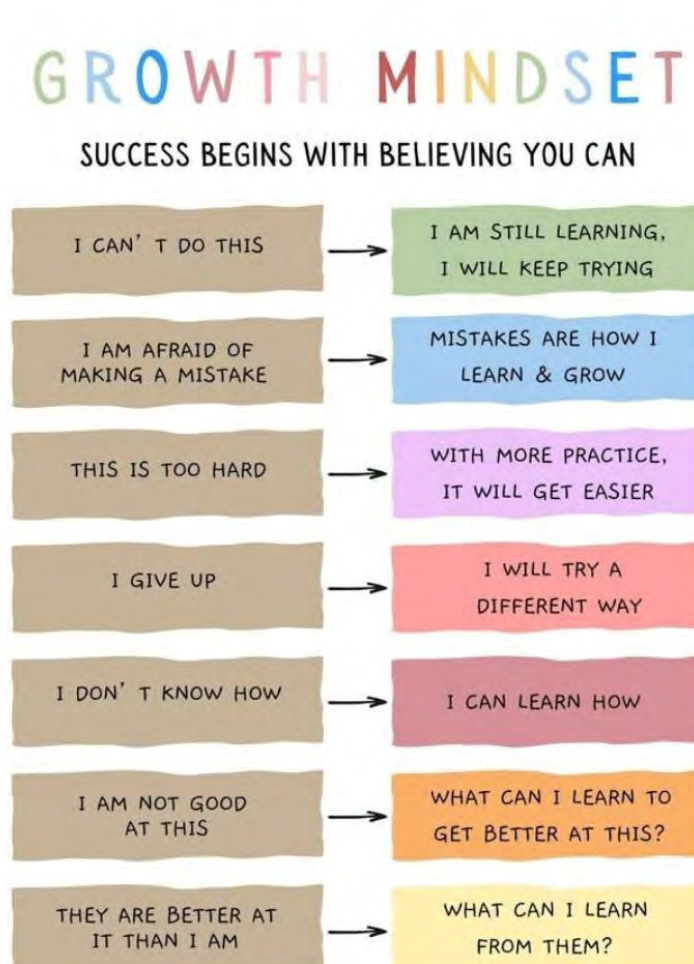 GROWTH MINDSET
SUCCESS BEGINS WITH BELIEVING YOU CAN
I CAN' T DO THIS
I AM STILL LEARNING,
I WILL KEEP TRYING
I AM AFRAID OF
MAKING A MISTAKE
MISTAKES ARE HOW I
LEARN & GROW
THIS IS TOO HARD
WITH MORE PRACTICE,
IT WILL GET EASIER
I GIVE UP
I WILL TRY A
DIFFERENT WAY
I DON' T KNOW HOW
I CAN LEARN HOW
I AM NOT GOOD
AT THIS
WHAT CAN I LEARN TO
GET BETTER AT THIS?
THEY ARE BETTER AT
IT THAN I AM
WHAT CAN I LEARN
FROM THEM?